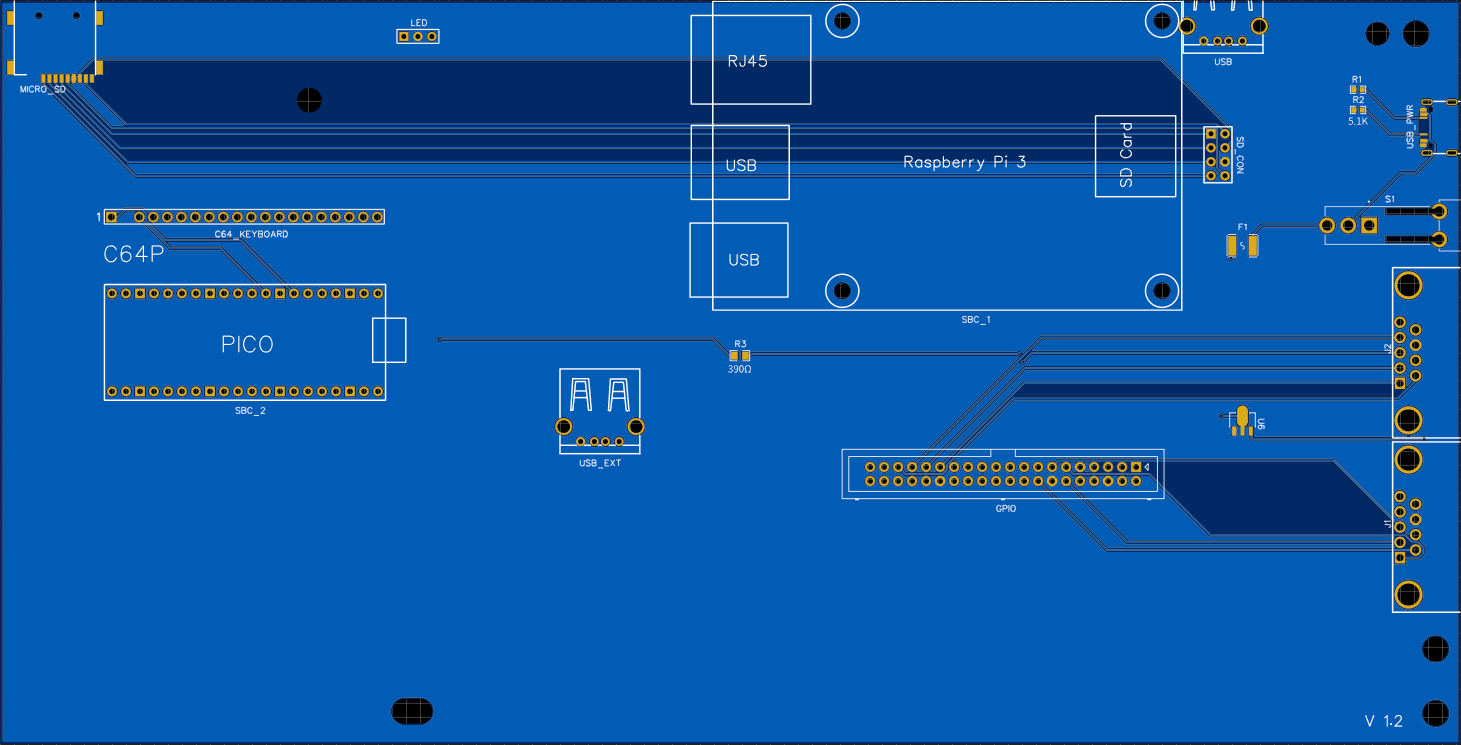 LED
RJ45
USB
MICRO_SD
R1
R2
5.1K
USB_PWR
SD Card
SD_CON
USB
Raspberry Pi 3
S1
1
C64_KEYBOARD
C64P
F1
USB
SBC_1
PICO
R3
390Ω
J2
SBC_2
U6
USB_EXT
GPIO
J1
V 1.2